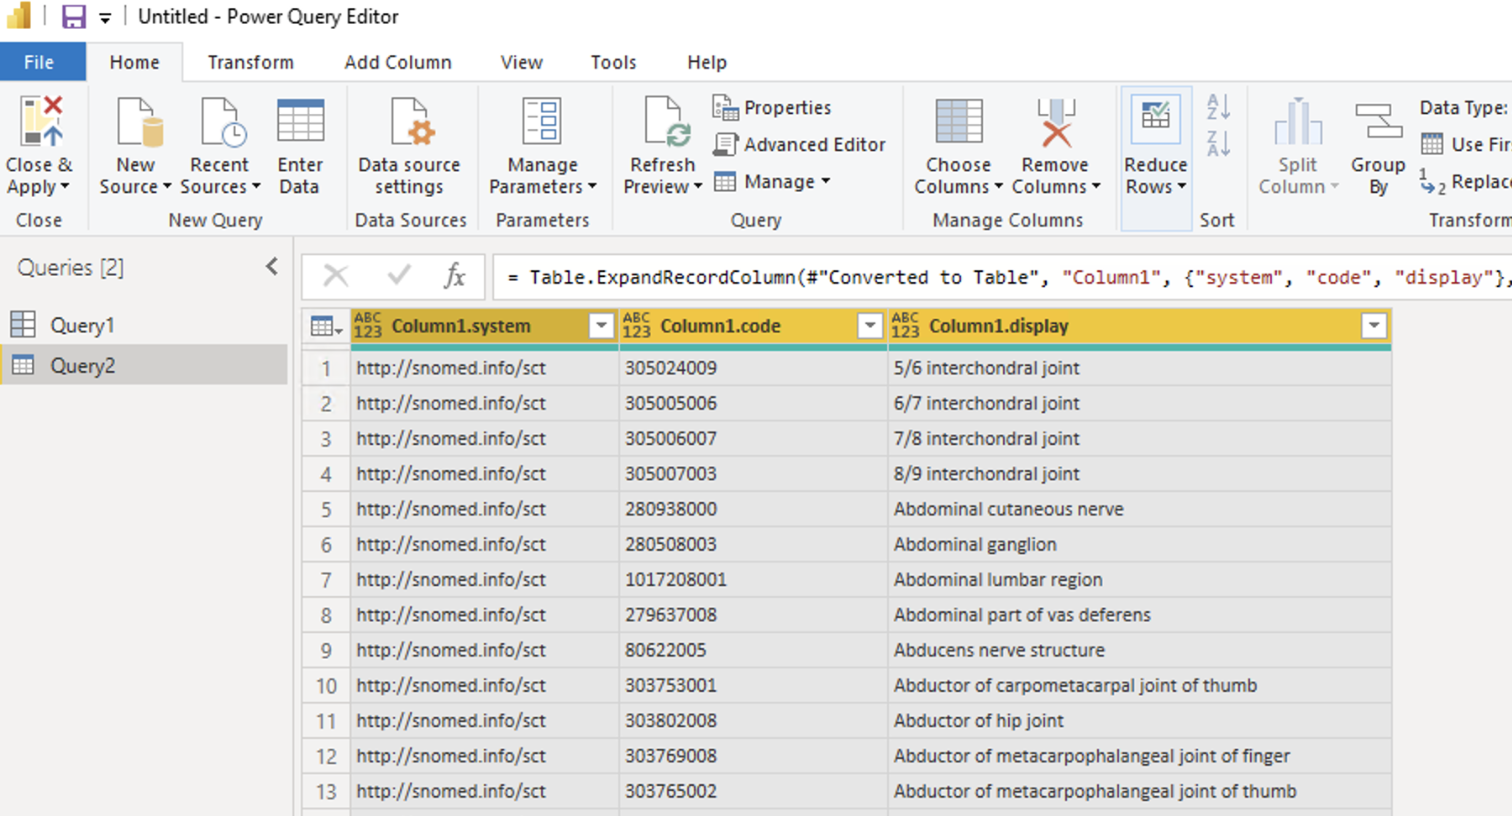 Untitled - Power Query Editor
File Home Transform Add Column View Tools Help
Close & Apply
New Source
Recent Sources
Enter Data
Data source settings
Manage Parameters
Refresh Preview
Properties
Advanced Editor
Manage
Choose Columns
Remove Columns
Reduce Rows
A Z
Z A
Split Column
Group By
Data Type:
Use Fir
1 2 Replac
Close New Query Data Sources Parameters Query Manage Columns Sort Transform
Queries [2]
Query1
Query2
fx = Table.ExpandRecordColumn(#"Converted to Table", "Column1", {"system", "code", "display"},
ABC 123 Column1.system ABC 123 Column1.code ABC 123 Column1.display
1 http://snomed.info/sct 305024009 5/6 interchondral joint
2 http://snomed.info/sct 305005006 6/7 interchondral joint
3 http://snomed.info/sct 305006007 7/8 interchondral joint
4 http://snomed.info/sct 305007003 8/9 interchondral joint
5 http://snomed.info/sct 280938000 Abdominal cutaneous nerve
6 http://snomed.info/sct 280508003 Abdominal ganglion
7 http://snomed.info/sct 1017208001 Abdominal lumbar region
8 http://snomed.info/sct 279637008 Abdominal part of vas deferens
9 http://snomed.info/sct 80622005 Abducens nerve structure
10 http://snomed.info/sct 303753001 Abductor of carpometacarpal joint of thumb
11 http://snomed.info/sct 303802008 Abductor of hip joint
12 http://snomed.info/sct 303769008 Abductor of metacarpophalangeal joint of finger
13 http://snomed.info/sct 303765002 Abductor of metacarpophalangeal joint of thumb